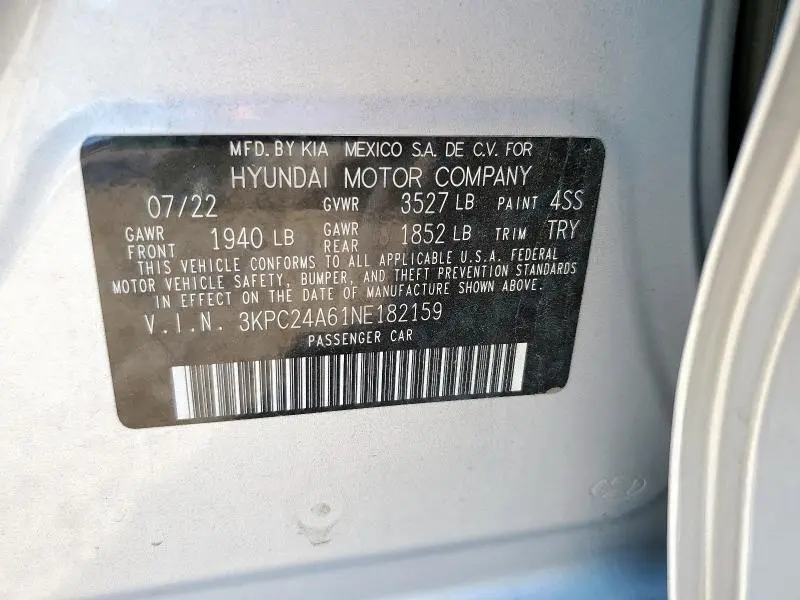 MFD. BY KIA MEXICO S.A. DE C.V. FOR
HYUNDAI MOTOR COMPANY
07/22 GVWR 3527 LB PAINT 4SS
GAWR FRONT 1940 LB GAWR REAR 1852 LB TRIM TRY
THIS VEHICLE CONFORMS TO ALL APPLICABLE U.S.A. FEDERAL
MOTOR VEHICLE SAFETY, BUMPER, AND THEFT PREVENTION STANDARDS
IN EFFECT ON THE DATE OF MANUFACTURE SHOWN ABOVE.
V.I.N. 3KPC24A61NE182159
PASSENGER CAR